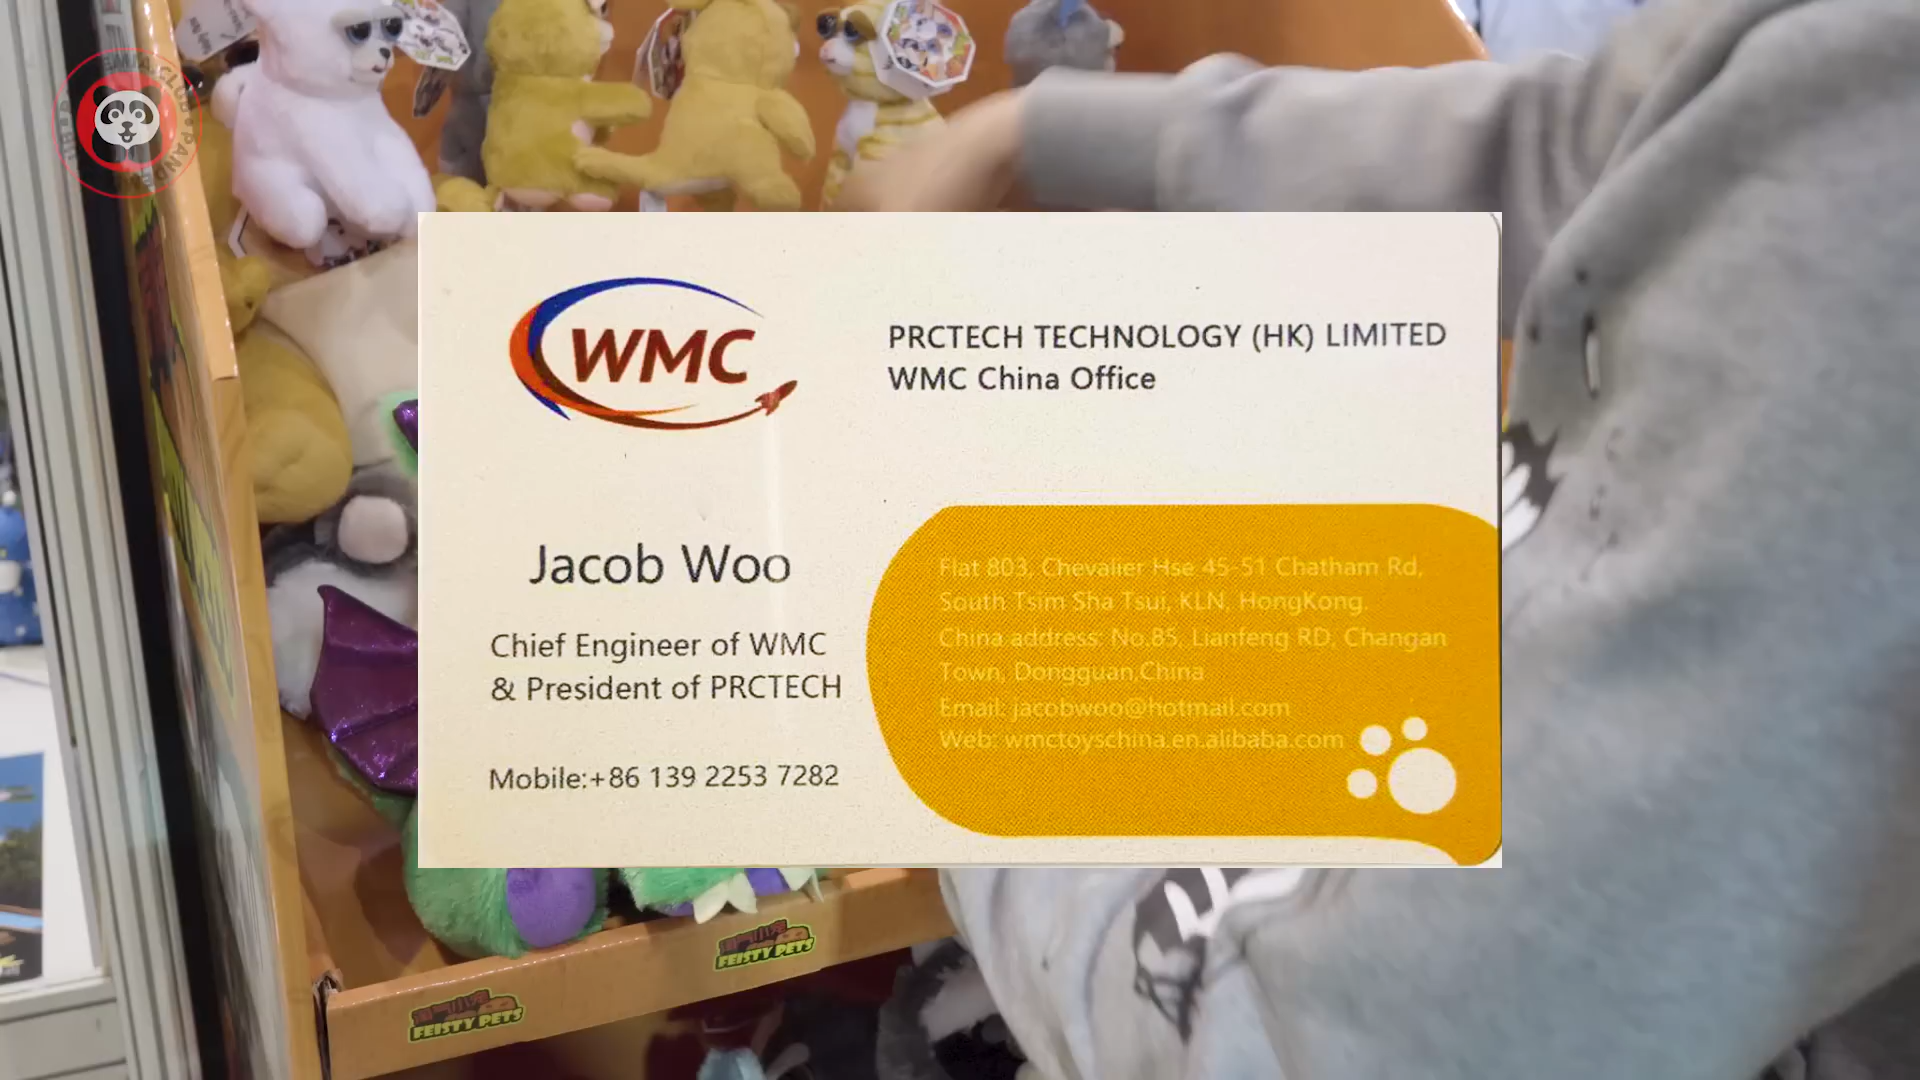 WMC
PRCTECH TECHNOLOGY (HK) LIMITED
WMC China Office
Jacob Woo
Chief Engineer of WMC
& President of PRCTECH
Mobile:+86 139 2253 7282
Flat 803, Chevalier Hse 45-51 Chatham Rd,
South Tsim Sha Tsui, KLN, HongKong.
China address: No.85, Lianfeng RD, Changan
Town, Dongguan,China
Email: jacobwoo@hotmail.com
Web: wmctoyschina.en.alibaba.com
FEISTY PETS
FEISTY PETS